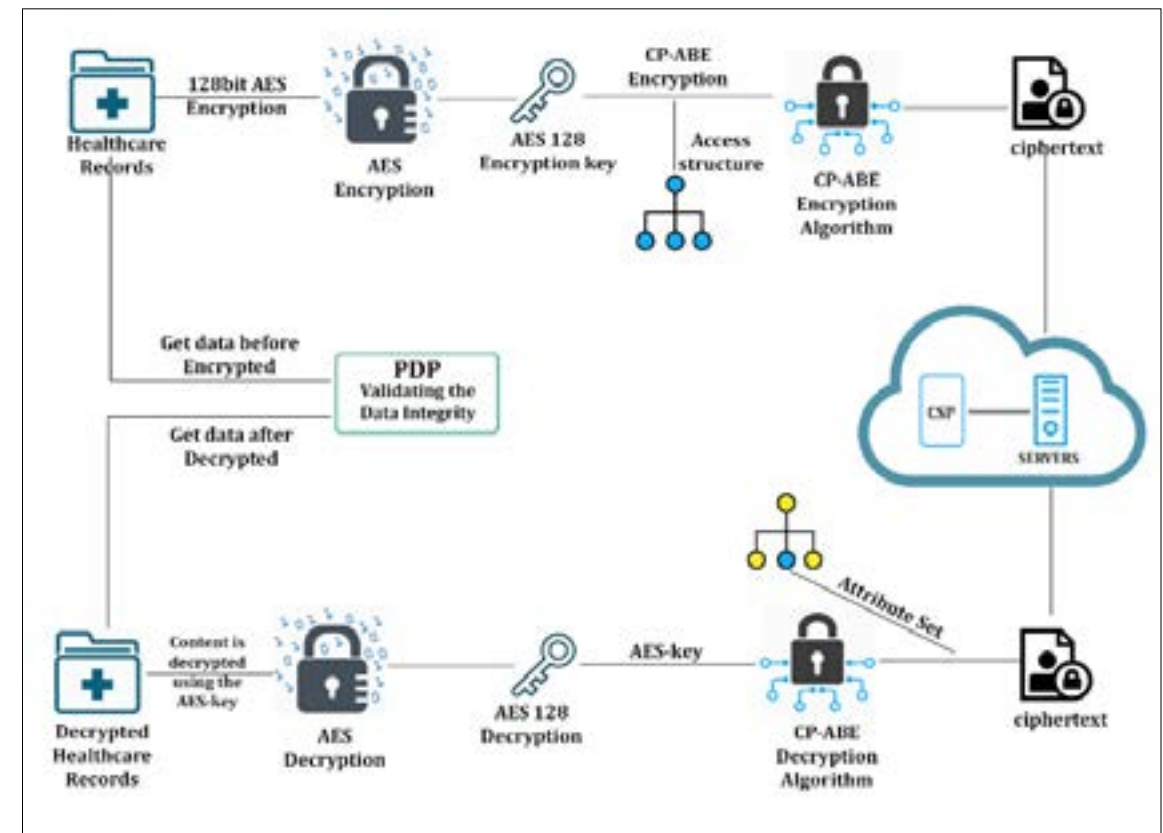 128bit AES
Encryption
Healthcare
Records
AES
Encryption
AES 128
Encryption key
CP-ABE
Encryption
Access
structure
CP-ABE
Encryption
Algorithm
ciphertext
Get data before
Encrypted
PDP
Validating the
Data Integrity
Get data after
Decrypted
CSP
SERVERS
Attribute Set
Content is
decrypted
using the
AES-key
Decrypted
Healthcare
Records
AES
Decryption
AES 128
Decryption
AES-key
CP-ABE
Decryption
Algorithm
ciphertext